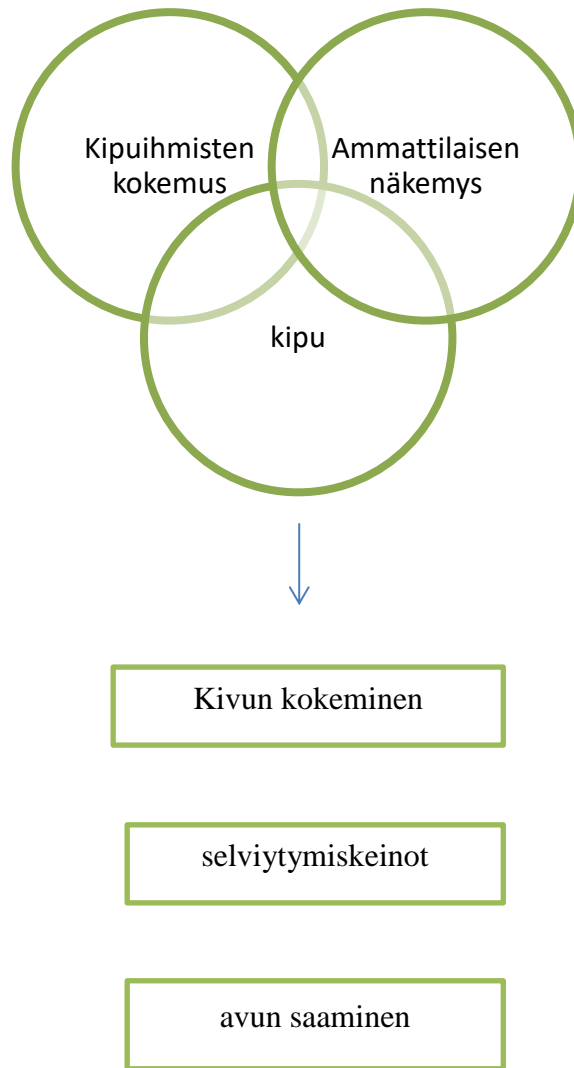 Kipuihmisten
kokemus
Ammattilaisen
näkemys
kipu
Kivun kokeminen
selviytymiskeinot
avun saaminen